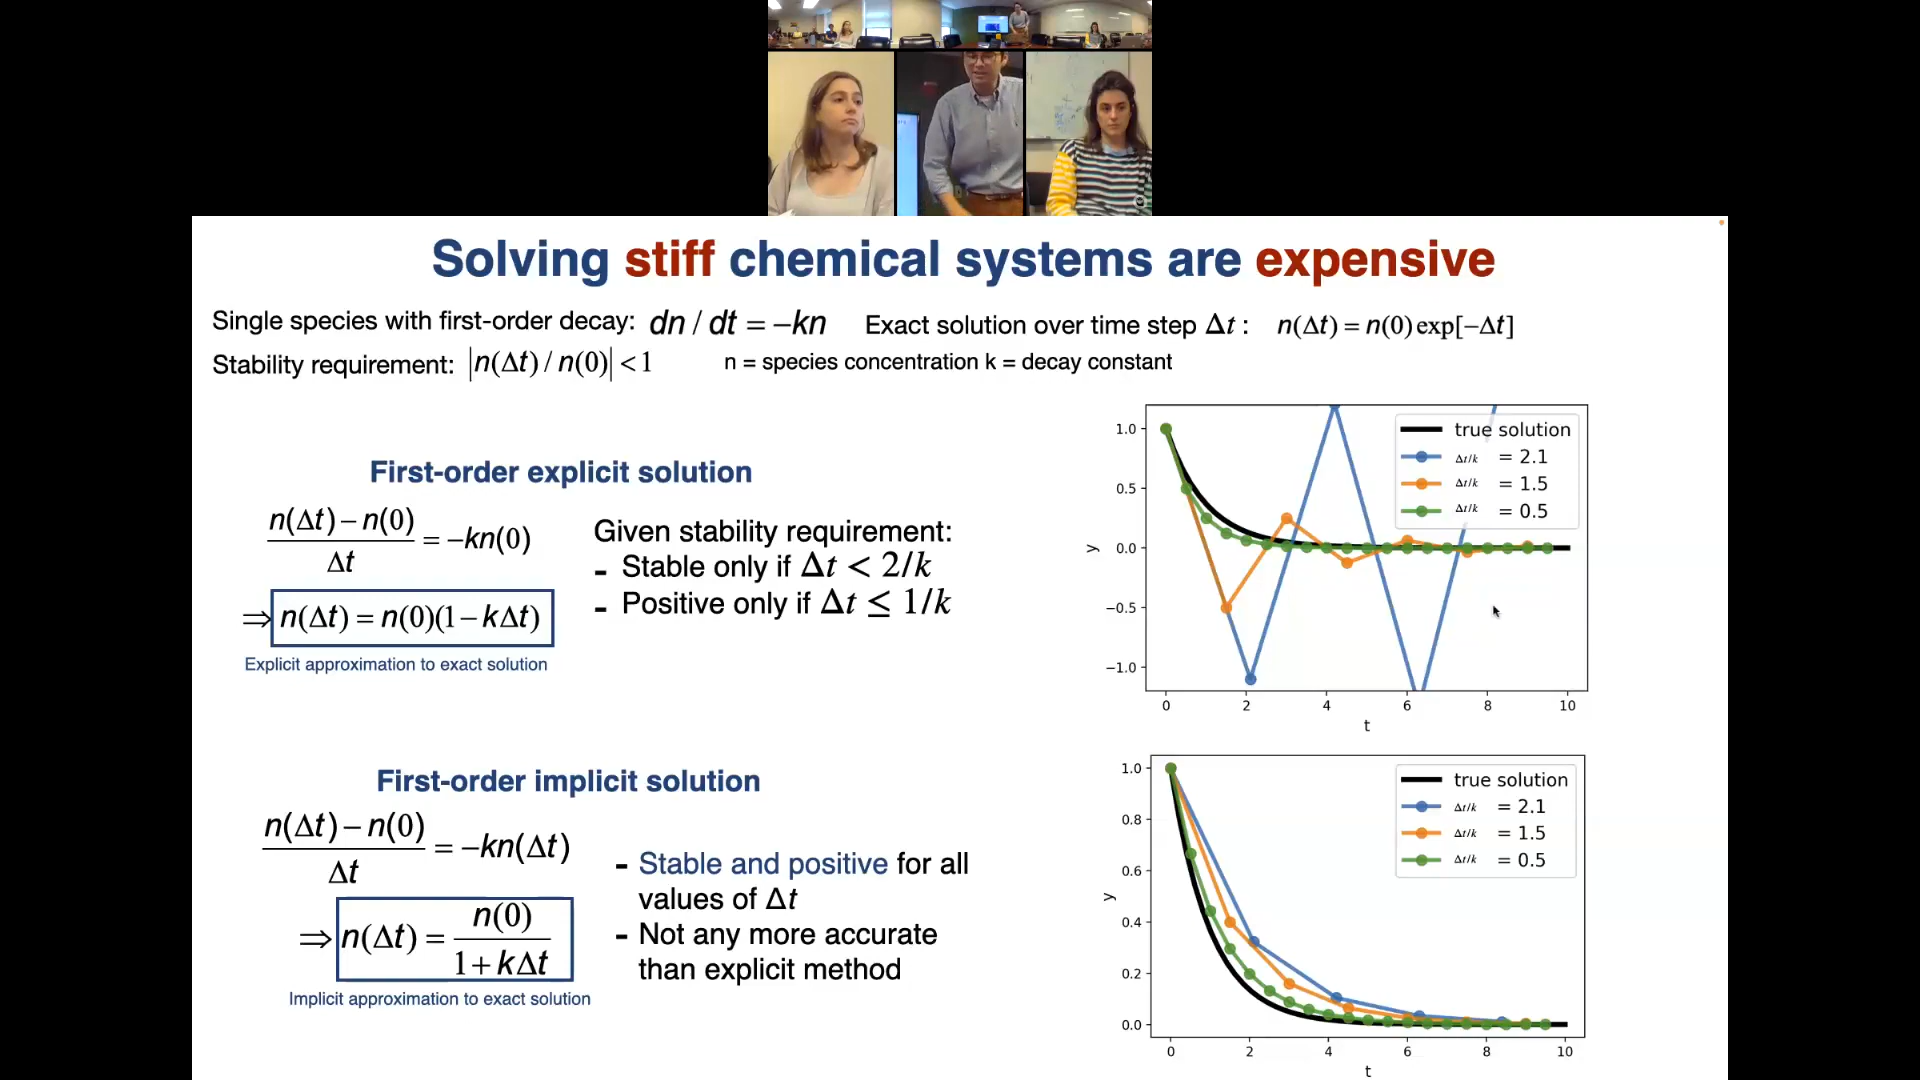 Solving stiff chemical systems are expensive
Single species with first-order decay: dn / dt = −kn Exact solution over time step Δt : n(Δt) = n(0) exp[−Δt]
Stability requirement: |n(Δt) / n(0)| < 1 n = species concentration k = decay constant
First-order explicit solution
n(Δt) − n(0)
Δt
= −kn(0)
⇒ n(Δt) = n(0)(1 − kΔt)
Explicit approximation to exact solution
Given stability requirement:
- Stable only if Δt < 2/k
- Positive only if Δt ≤ 1/k
true solution
Δt/k = 2.1
Δt/k = 1.5
Δt/k = 0.5
1.0
0.5
0.0
−0.5
−1.0
y
0 2 4 6 8 10
t
First-order implicit solution
n(Δt) − n(0)
Δt
= −kn(Δt)
⇒ n(Δt) =
n(0)
1 + kΔt
Implicit approximation to exact solution
- Stable and positive for all
values of Δt
- Not any more accurate
than explicit method
true solution
Δt/k = 2.1
Δt/k = 1.5
Δt/k = 0.5
1.0
0.8
0.6
0.4
0.2
0.0
y
0 2 4 6 8 10
t